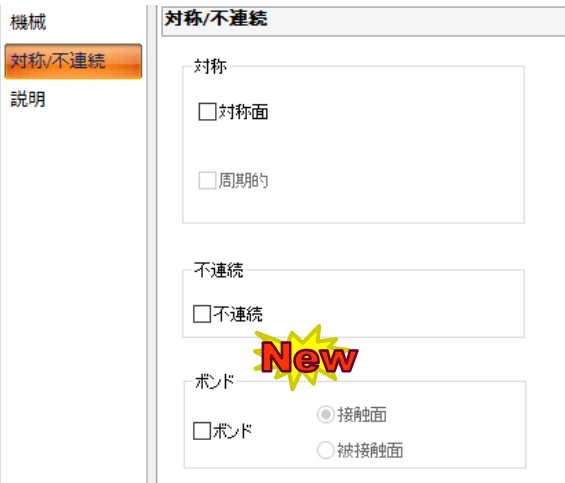 機械
対称/不連続
説明
対称/不連続
対称
対称面
周期的
不連続
不連続
New
ボンド
ボンド
接触面
被接触面